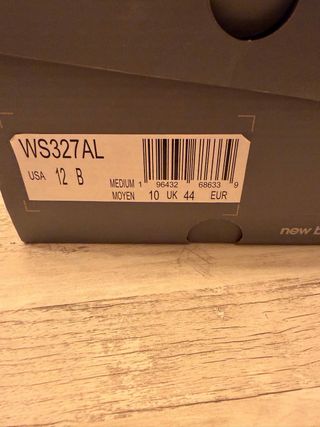 WS327AL
USA 12 B
MEDIUM 1 96432 68633 9
MOYEN 10 UK 44 EUR
new b